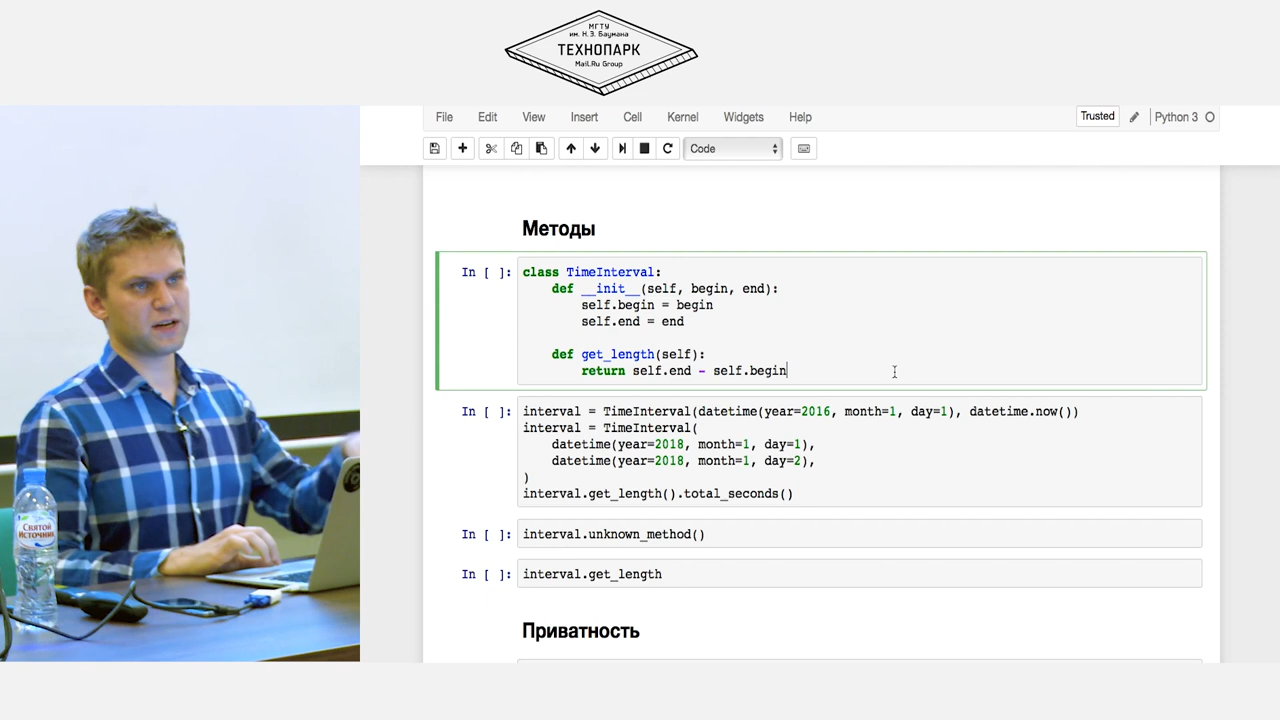 МГТУ
им. Н.Э. Баумана
ТЕХНОПАРК
Mail.Ru Group
File Edit View Insert Cell Kernel Widgets Help
Trusted
Python 3
Code
Методы
In [ ]:
class TimeInterval:
    def __init__(self, begin, end):
        self.begin = begin
        self.end = end
    def get_length(self):
        return self.end - self.begin
In [ ]:
interval = TimeInterval(datetime(year=2016, month=1, day=1), datetime.now())
interval = TimeInterval(
    datetime(year=2018, month=1, day=1),
    datetime(year=2018, month=1, day=2),
)
interval.get_length().total_seconds()
In [ ]:
interval.unknown_method()
In [ ]:
interval.get_length
Приватность
СВЯТОЙ
ИСТОЧНИК